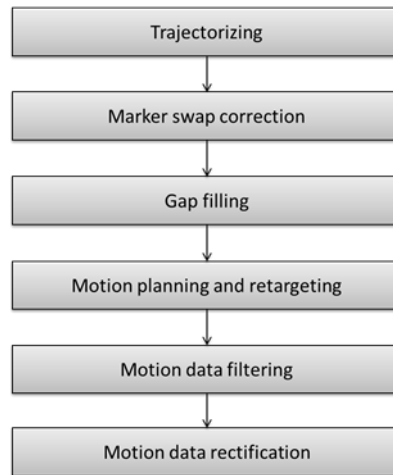 Trajectorizing
Marker swap correction
Gap filling
Motion planning and retargeting
Motion data filtering
Motion data rectification